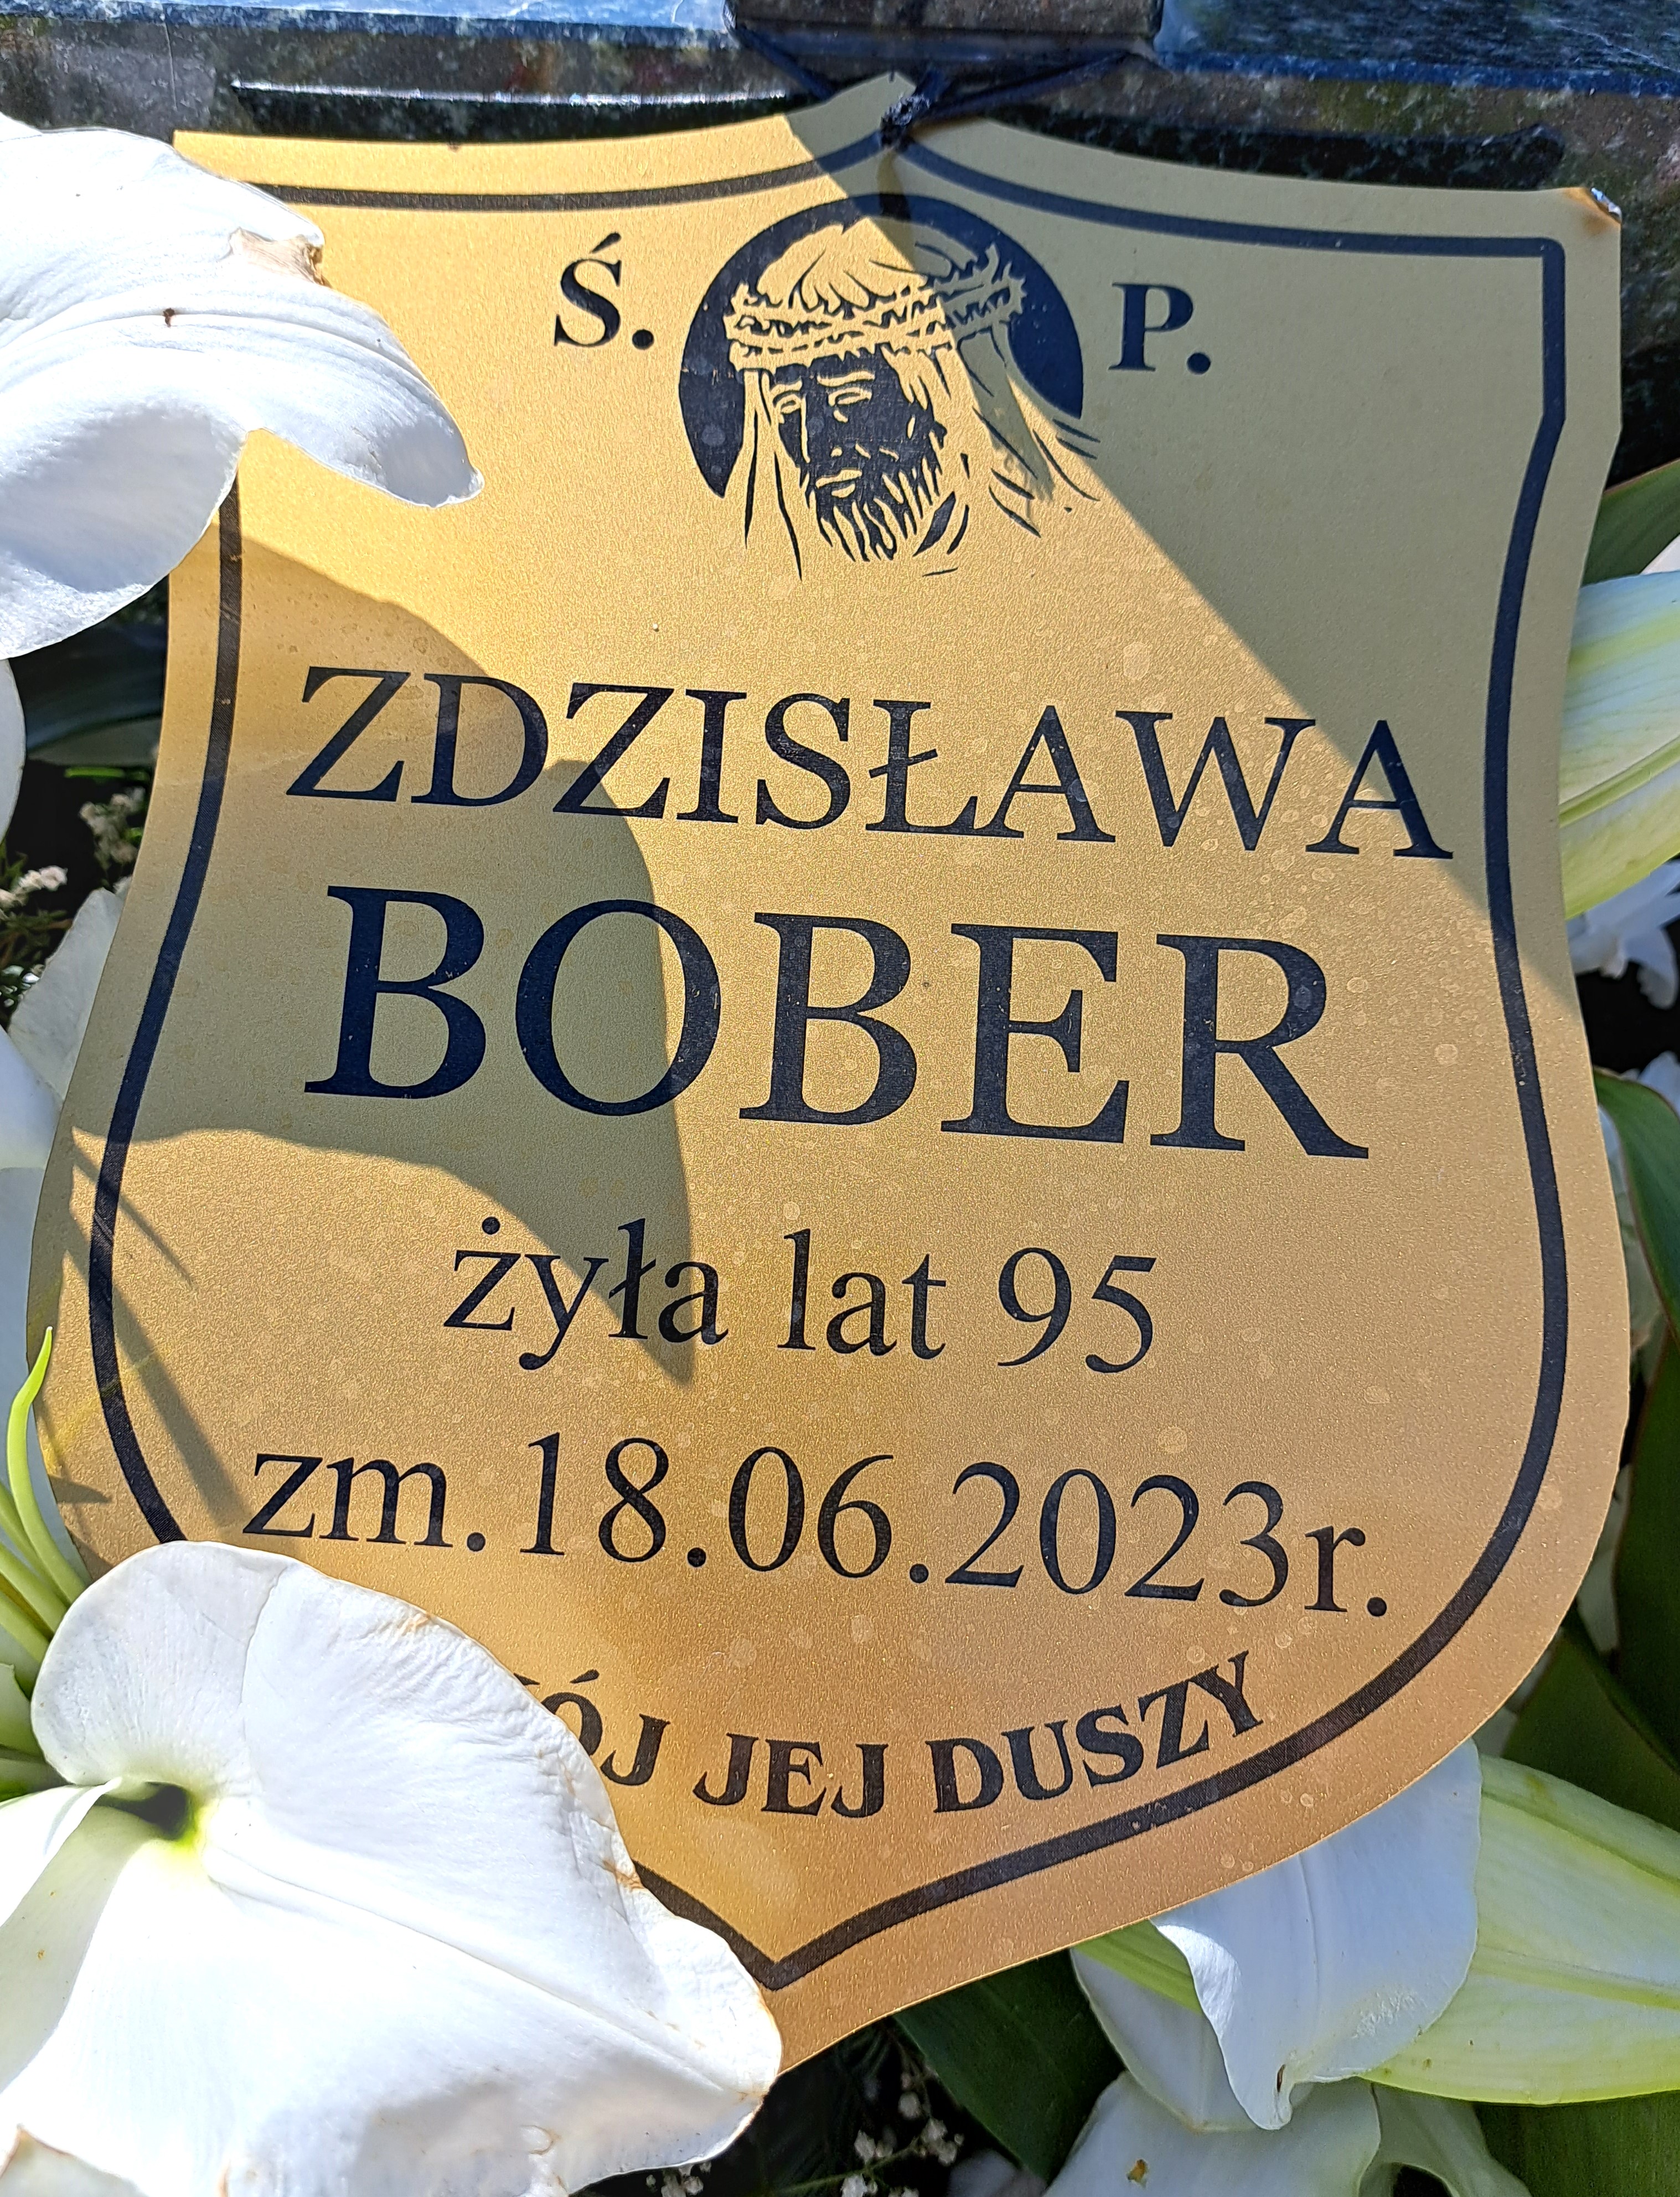 Ś. P.
ZDZISŁAWA
BOBER
żyła lat 95
zm.18.06.2023r.
JEJ DUSZY